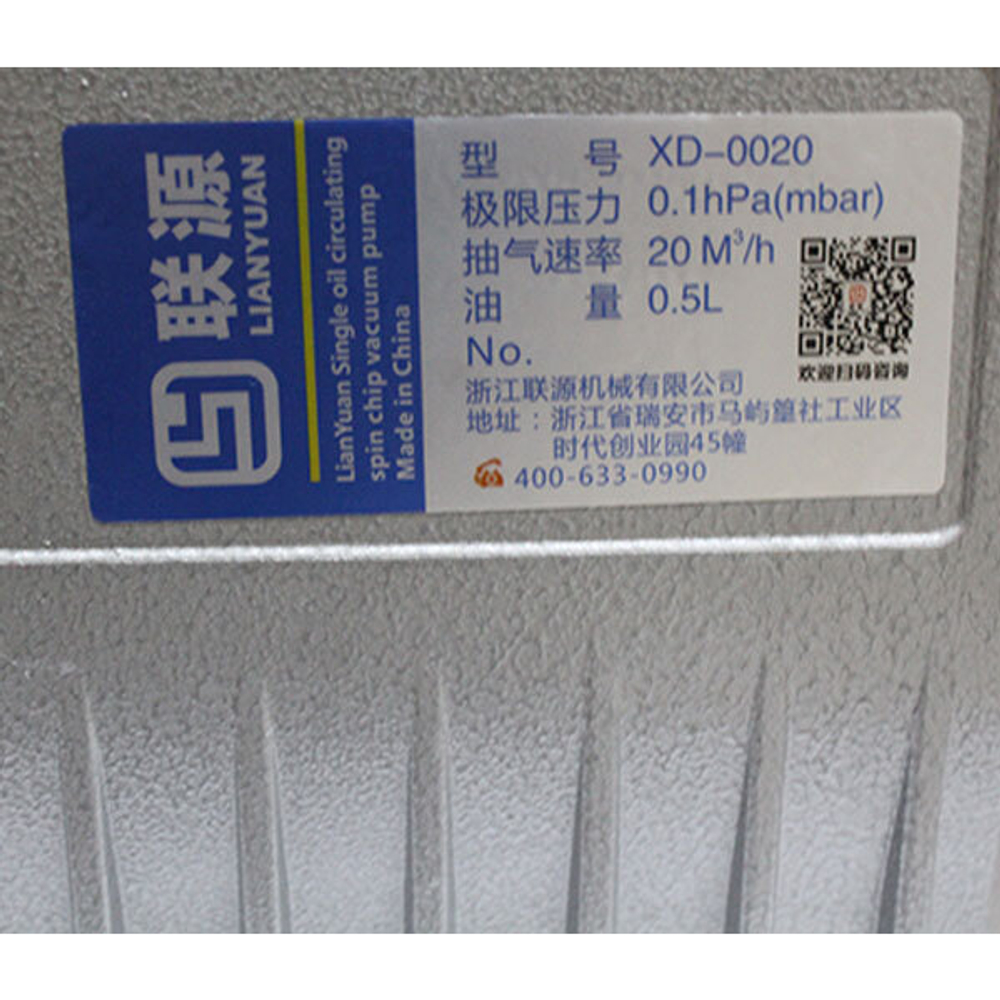 联源
LIANYUAN
LianYuan Single oil circulating
spin chip vacuum pump
Made in China
型 号 XD-0020
极限压力 0.1hPa(mbar)
抽气速率 20 M³/h
油 量 0.5L
No.
欢迎扫码咨询
浙江联源机械有限公司
地址：浙江省瑞安市马屿篁社工业区
时代创业园45幢
400-633-0990